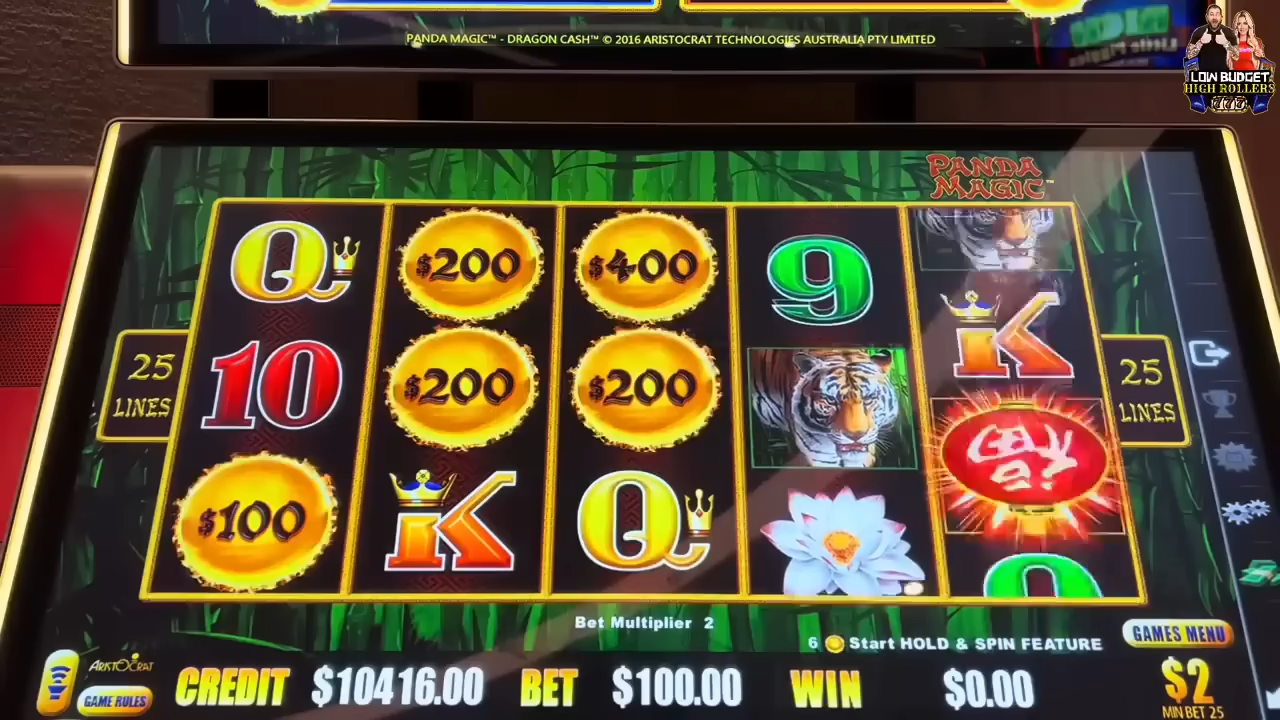 PANDA MAGIC™ - DRAGON CASH™ © 2016 ARISTOCRAT TECHNOLOGIES AUSTRALIA PTY LIMITED
LOW BUDGET
HIGH ROLLERS
777
PANDA
MAGIC™
Q $200 $400 9
K
25
LINES
10 $200 $200
25
LINES
$100 K Q
Bet Multiplier 2
6 Start HOLD & SPIN FEATURE
GAMES MENU
ARISTOCRAT
GAME RULES
CREDIT $10416.00 BET $100.00 WIN $0.00
$2
MIN BET 25